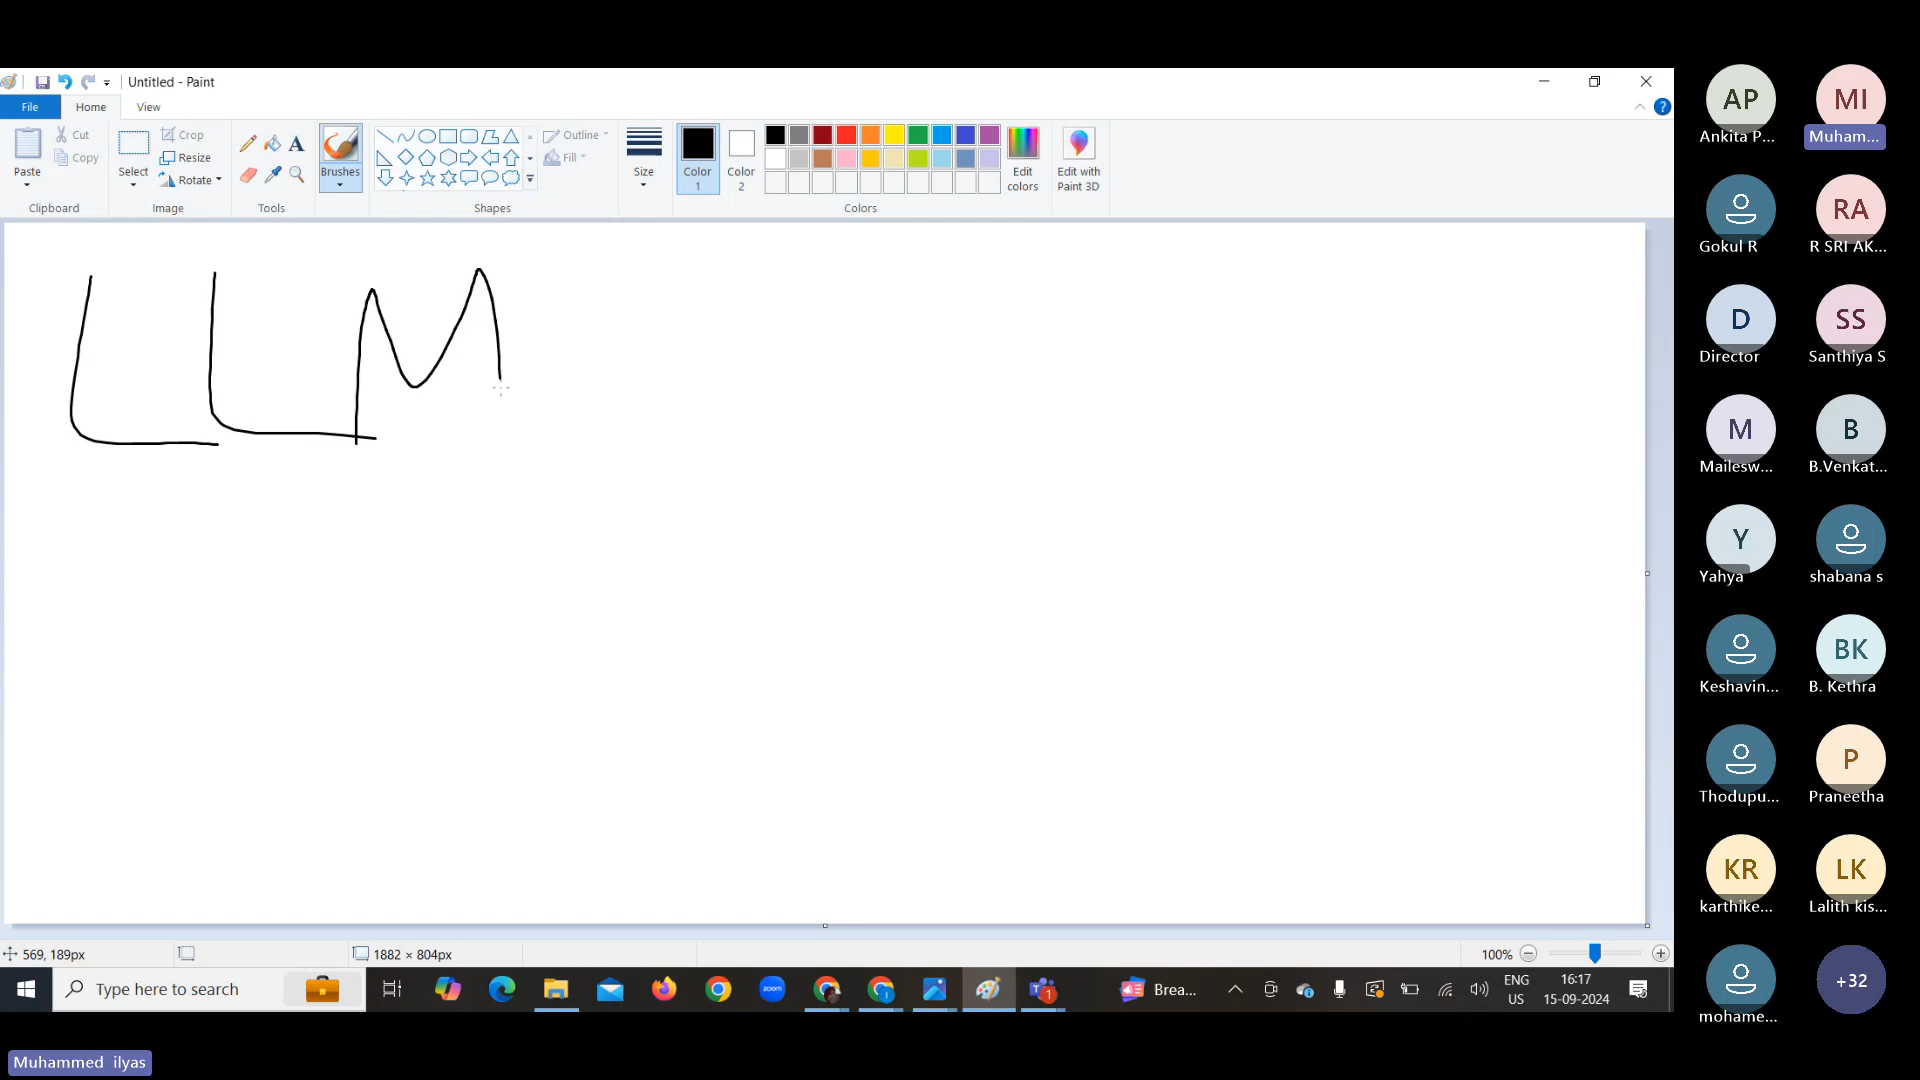 Untitled - Paint
File Home View
Paste Cut Copy Select Crop Resize Rotate A Brushes Outline Fill Size Color 1 Color 2 Edit colors Edit with Paint 3D ?
Clipboard Image Tools Shapes Colors
LLM
569, 189px 1882 × 804px 100%
Type here to search zoom 1 Brea... ENG US 16:17 15-09-2024
Muhammed ilyas
AP MI
Ankita P... Muham...
RA
Gokul R R SRI AK...
D SS
Director Santhiya S
M B
Mailesw... B.Venkat...
Y
Yahya shabana s
BK
Keshavin... B. Kethra
P
Thodupu... Praneetha
KR LK
karthike... Lalith kis...
+32
mohame...